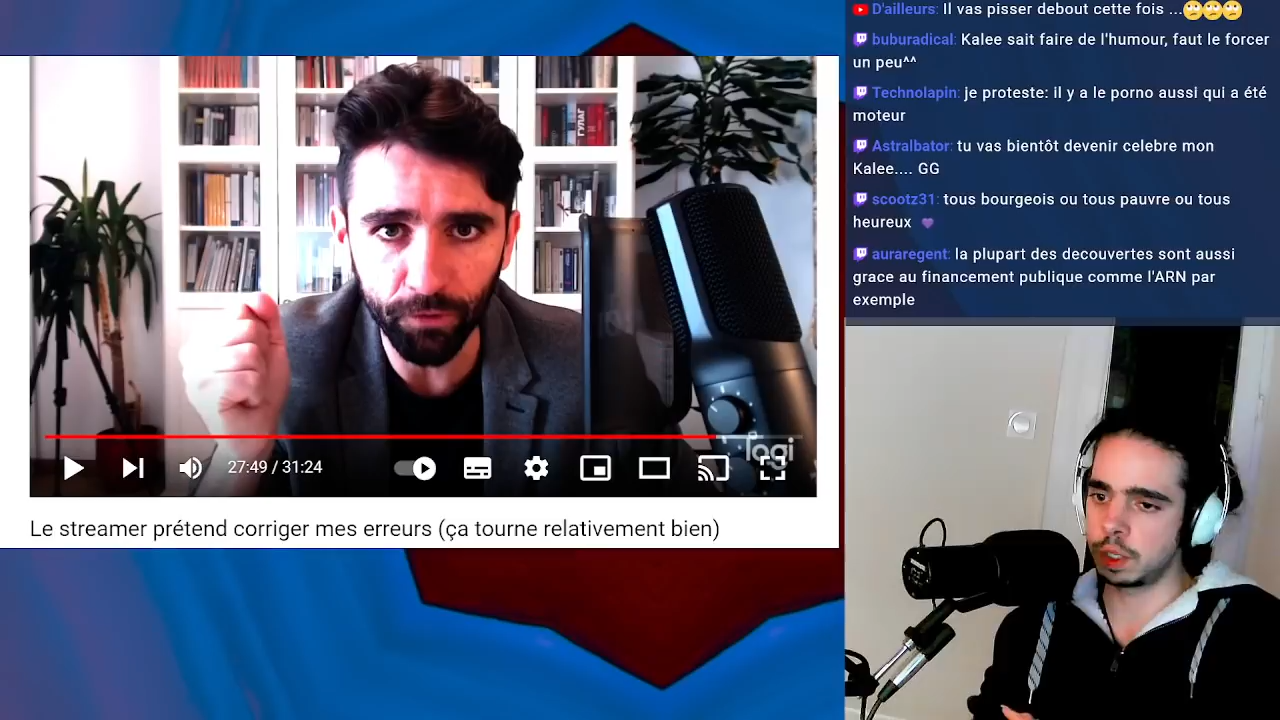 ГУЛАГ
logi
27:49 / 31:24
Le streamer prétend corriger mes erreurs (ça tourne relativement bien)
D'ailleurs: Il vas pisser debout cette fois ...🙄🙄🙄
buburadical: Kalee sait faire de l'humour, faut le forcer
un peu^^
Technolapin: je proteste: il y a le porno aussi qui a été
moteur
Astralbator: tu vas bientôt devenir celebre mon
Kalee.... GG
scootz31: tous bourgeois ou tous pauvre ou tous
heureux 💜
auraregent: la plupart des decouvertes sont aussi
grace au financement publique comme l'ARN par
exemple